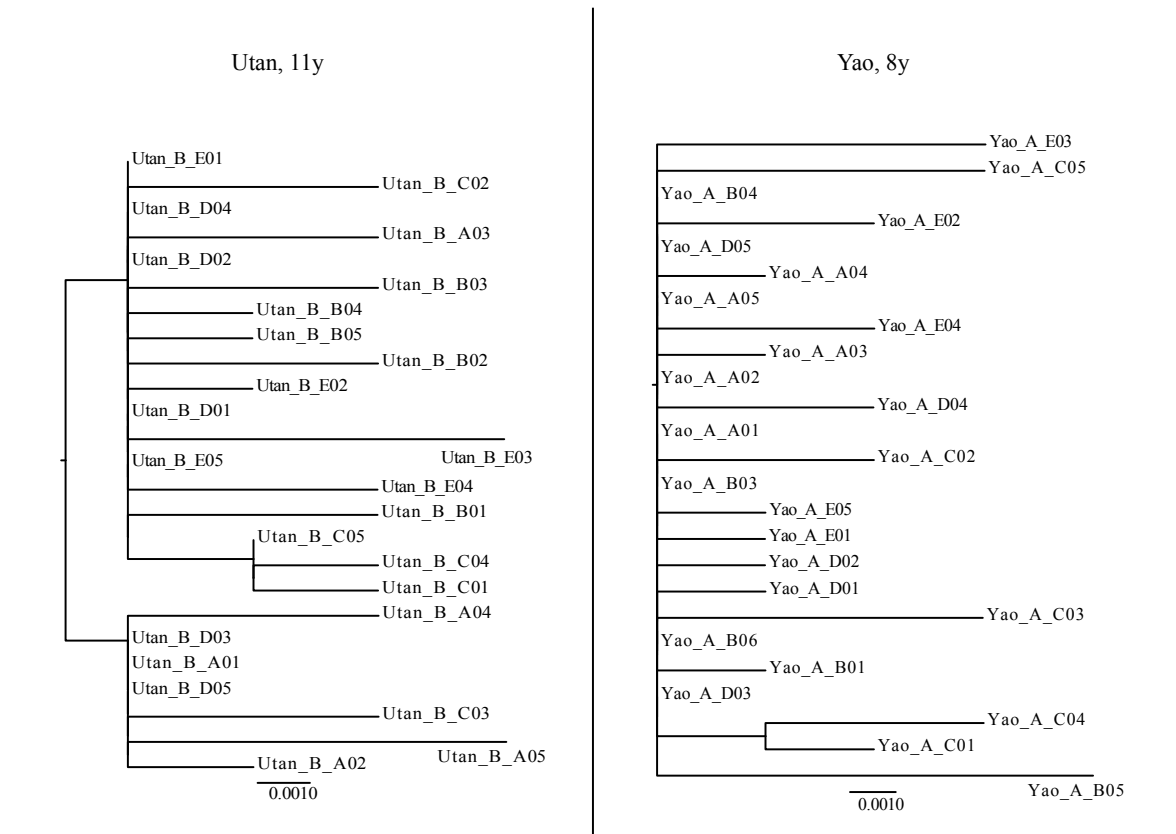 Utan, 11y
Utan_B_E01
Utan_B_C02
Utan_B_D04
Utan_B_A03
Utan_B_D02
Utan_B_B03
Utan_B_B04
Utan_B_B05
Utan_B_B02
Utan_B_E02
Utan_B_D01
Utan_B_E03
Utan_B_E05
Utan_B_E04
Utan_B_B01
Utan_B_C05
Utan_B_C04
Utan_B_C01
Utan_B_A04
Utan_B_D03
Utan_B_A01
Utan_B_D05
Utan_B_C03
Utan_B_A05
Utan_B_A02
0.0010
Yao, 8y
Yao_A_E03
Yao_A_C05
Yao_A_B04
Yao_A_E02
Yao_A_D05
Yao_A_A04
Yao_A_A05
Yao_A_E04
Yao_A_A03
Yao_A_A02
Yao_A_D04
Yao_A_A01
Yao_A_C02
Yao_A_B03
Yao_A_E05
Yao_A_E01
Yao_A_D02
Yao_A_D01
Yao_A_C03
Yao_A_B06
Yao_A_B01
Yao_A_D03
Yao_A_C04
Yao_A_C01
Yao_A_B05
0.0010